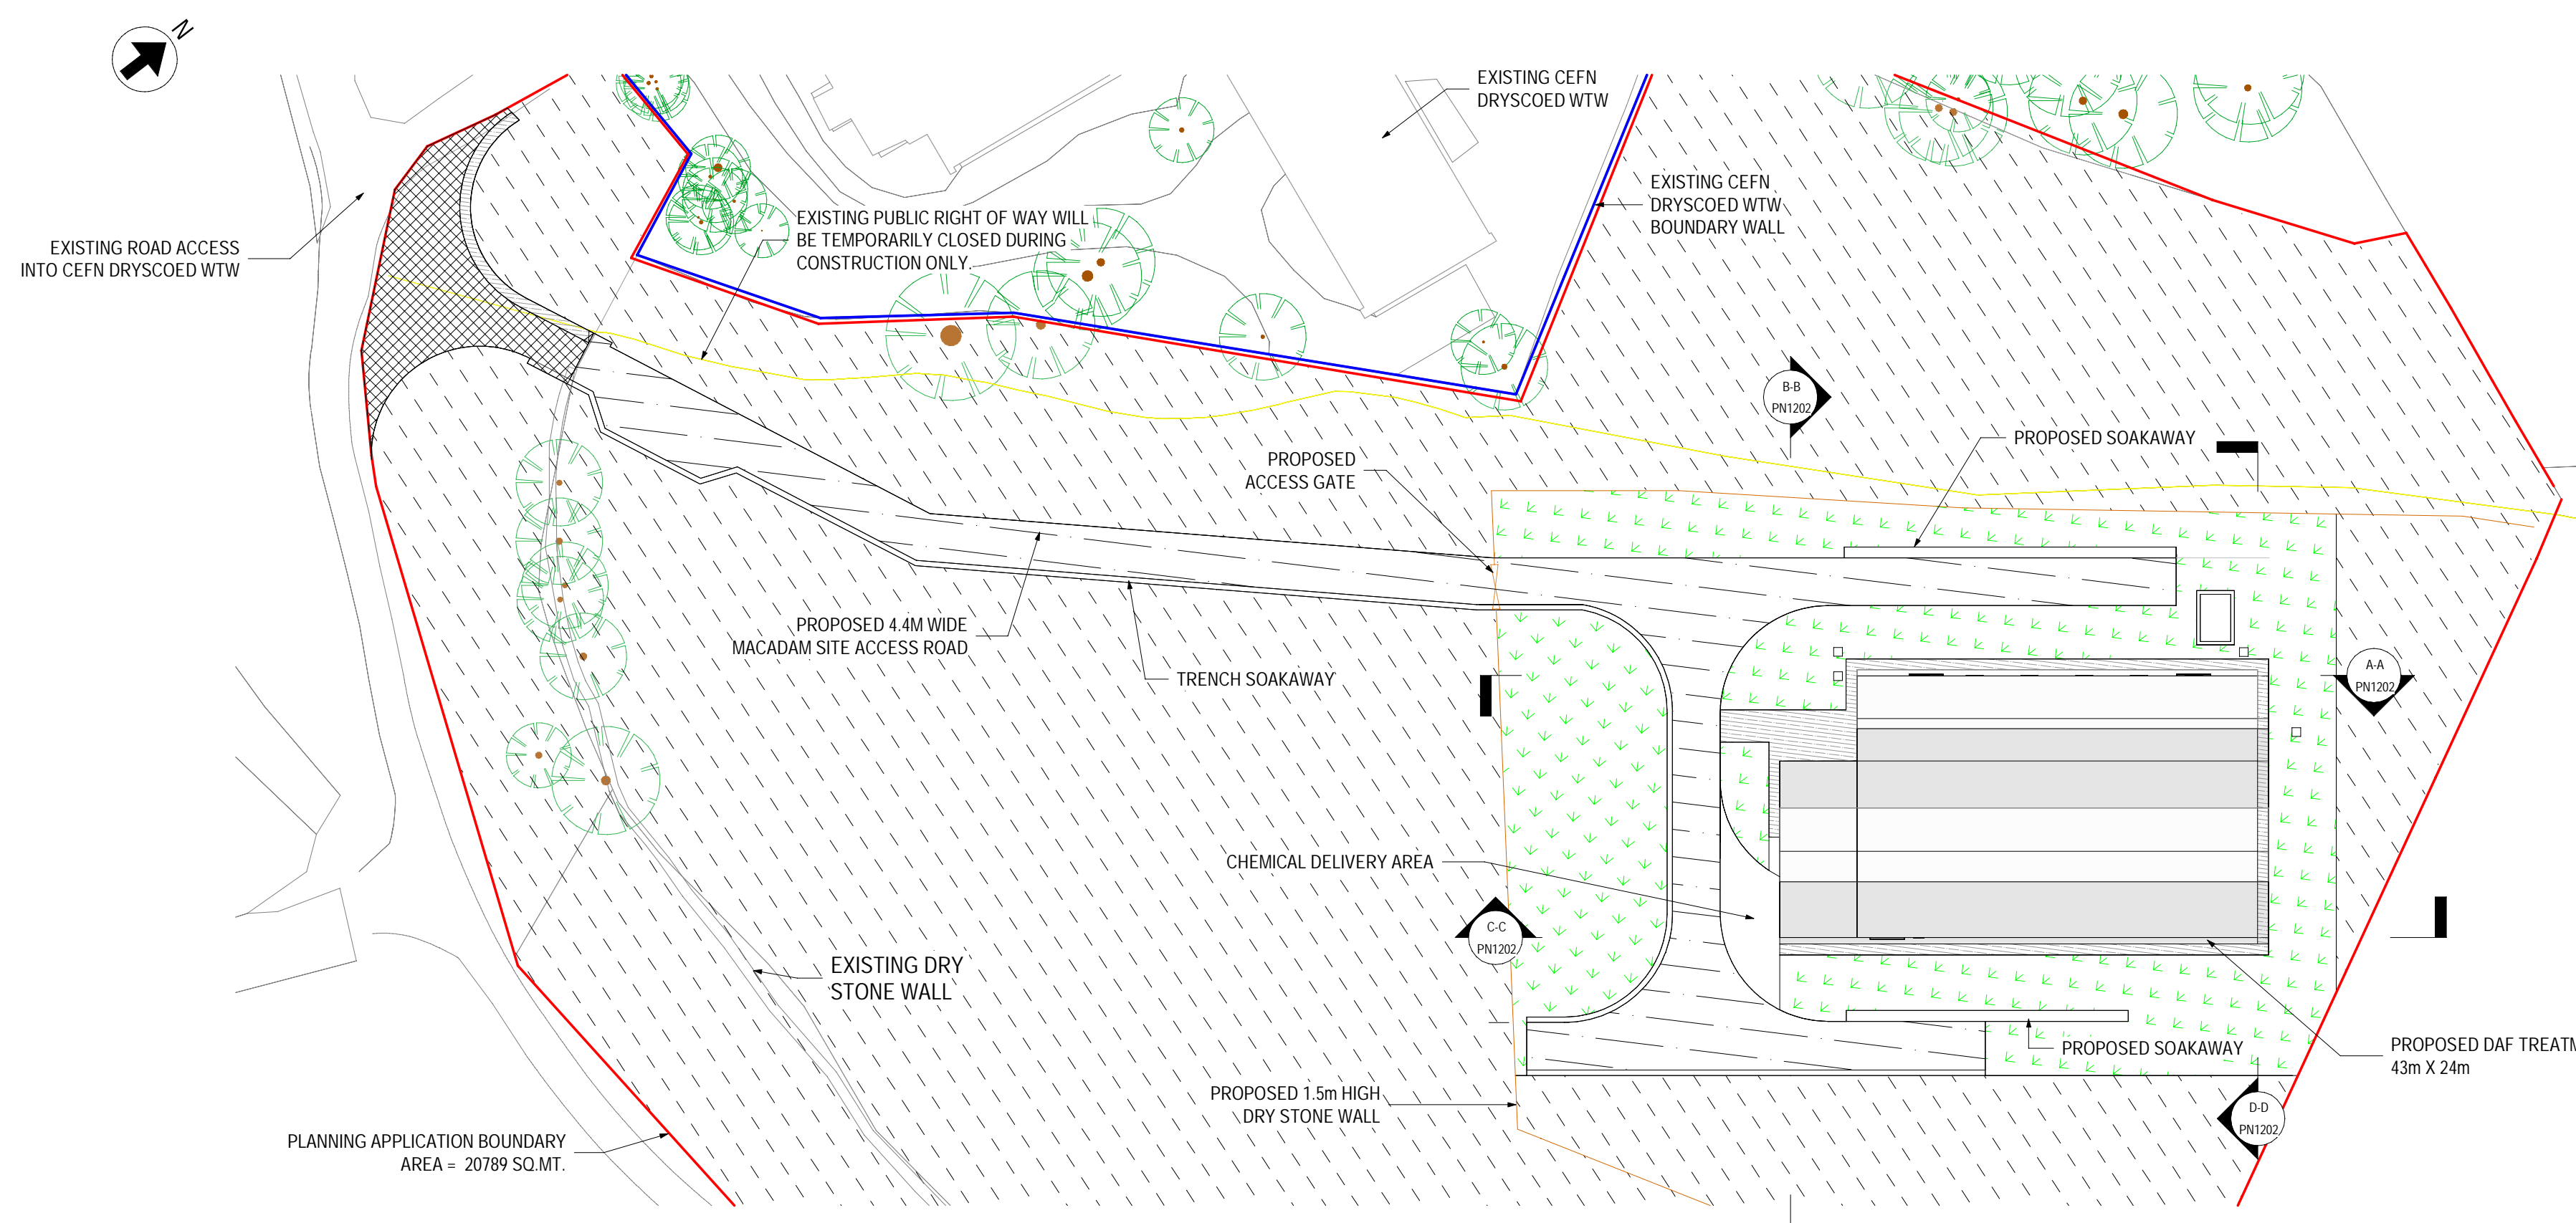 N
EXISTING CEFN
DRYSCOED WTW
EXISTING CEFN
DRYSCOED WTW
BOUNDARY WALL
EXISTING PUBLIC RIGHT OF WAY WILL
BE TEMPORARILY CLOSED DURING
CONSTRUCTION ONLY.
EXISTING ROAD ACCESS
INTO CEFN DRYSCOED WTW
B-B
PN1202
PROPOSED SOAKAWAY
PROPOSED
ACCESS GATE
PROPOSED 4.4M WIDE
MACADAM SITE ACCESS ROAD
TRENCH SOAKAWAY
A-A
PN1202
CHEMICAL DELIVERY AREA
C-C
PN1202
EXISTING DRY
STONE WALL
PROPOSED SOAKAWAY
PROPOSED DAF TREATM
43m X 24m
PROPOSED 1.5m HIGH
DRY STONE WALL
D-D
PN1202
PLANNING APPLICATION BOUNDARY
AREA = 20789 SQ.MT.